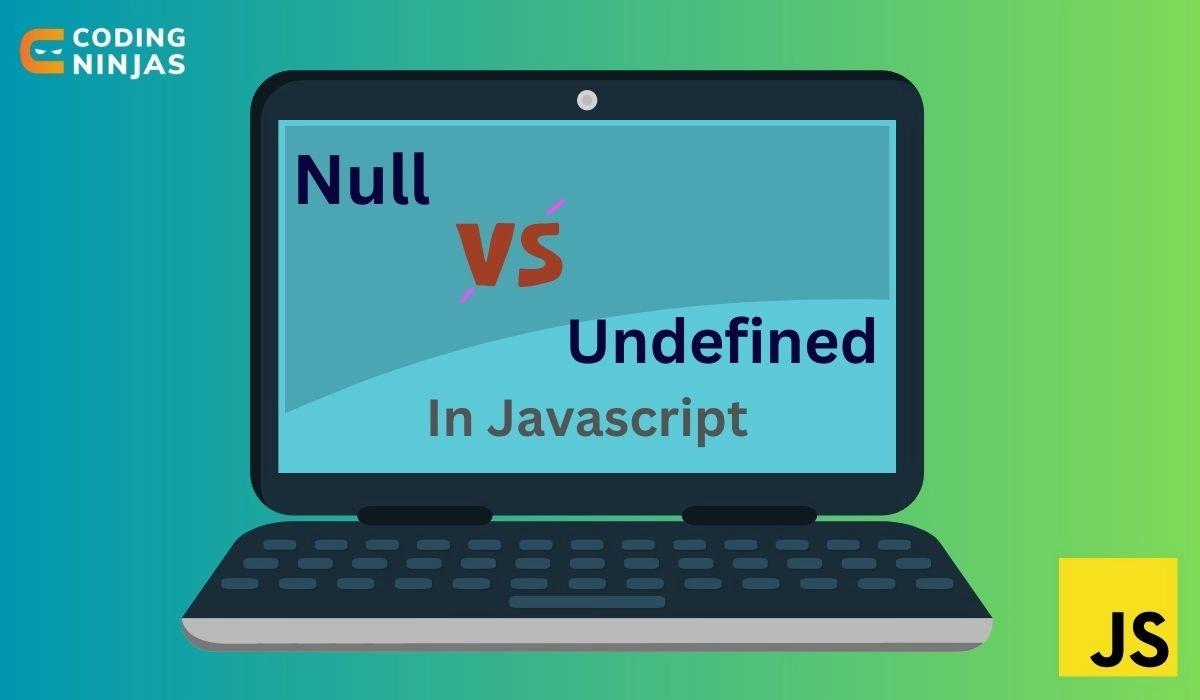 CODING
NINJAS
Null
VS
Undefined
In Javascript
JS